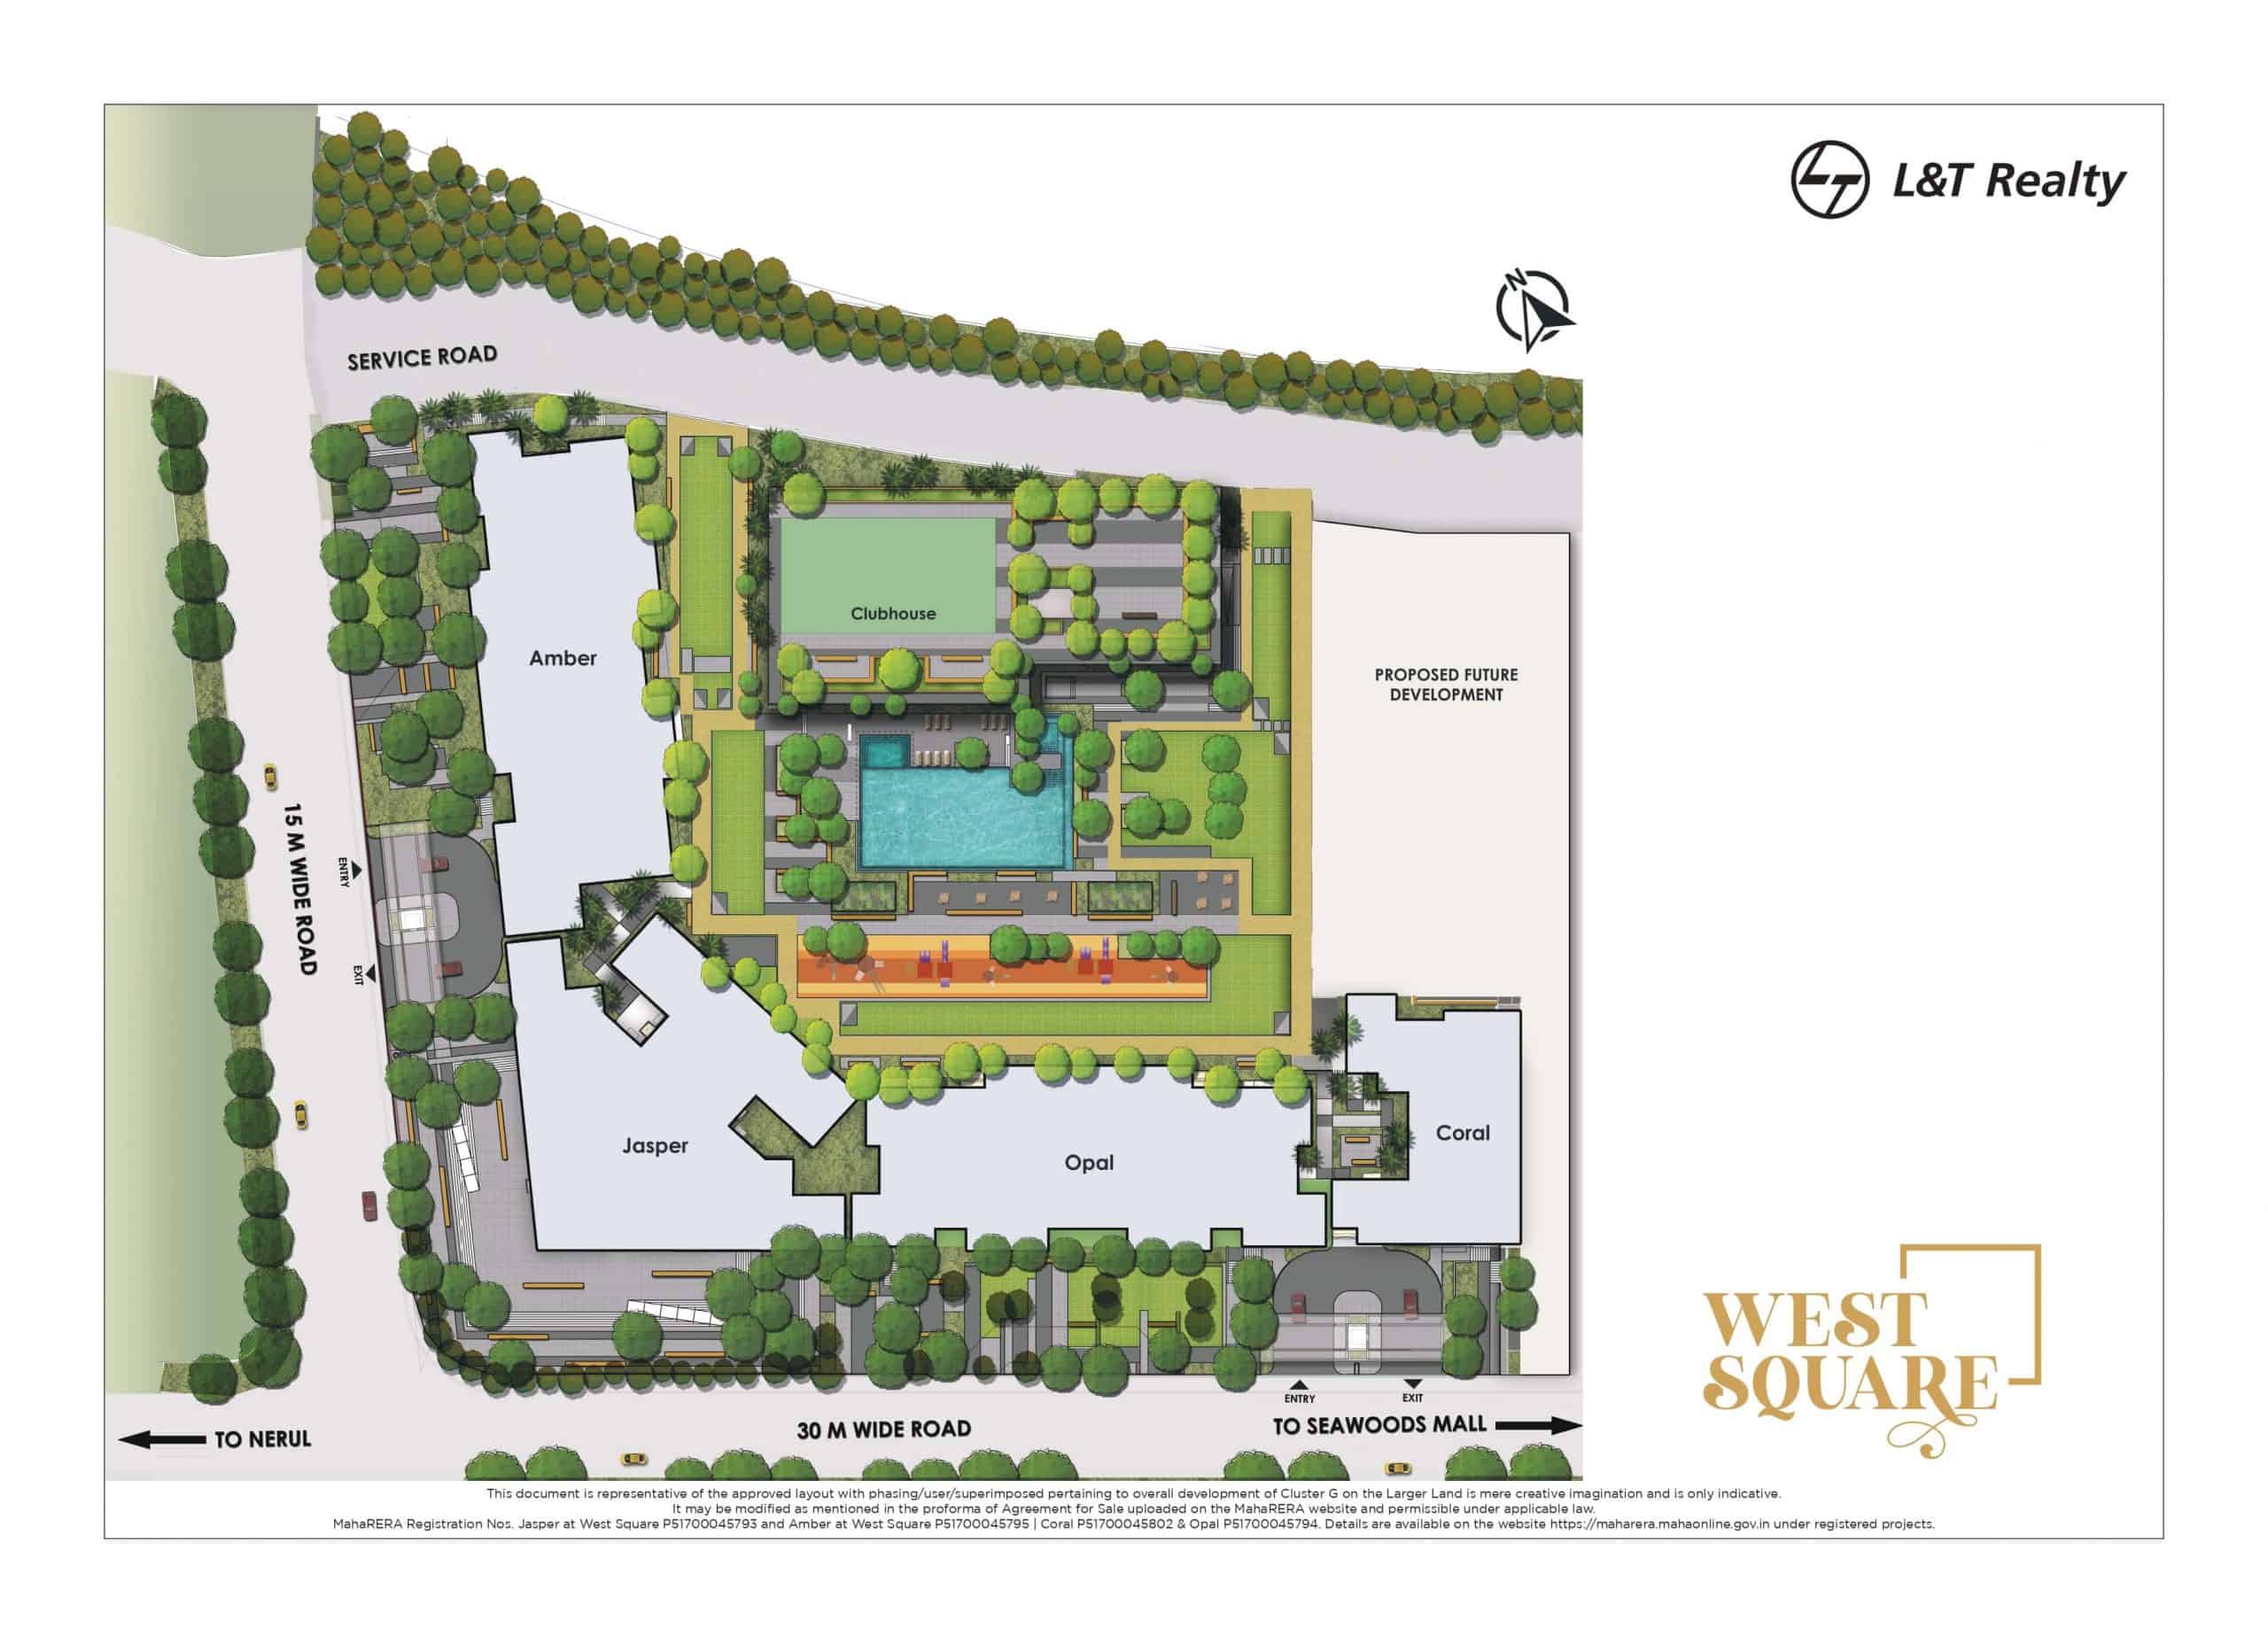 L&T Realty
N
SERVICE ROAD
Clubhouse
Amber
PROPOSED FUTURE
DEVELOPMENT
15 M WIDE ROAD
ENTRY
EXIT
Jasper
Opal
Coral
WEST
SQUARE
ENTRY
EXIT
TO NERUL
30 M WIDE ROAD
TO SEAWOODS MALL
This document is representative of the approved layout with phasing/user/superimposed pertaining to overall development of Cluster G on the Larger Land is mere creative imagination and is only indicative.
It may be modified as mentioned in the proforma of Agreement for Sale uploaded on the MahaRERA website and permissible under applicable law.
MahaRERA Registration Nos. Jasper at West Square P51700045793 and Amber at West Square P51700045795 | Coral P51700045802 & Opal P51700045794. Details are available on the website https://maharera.mahaonline.gov.in under registered projects.